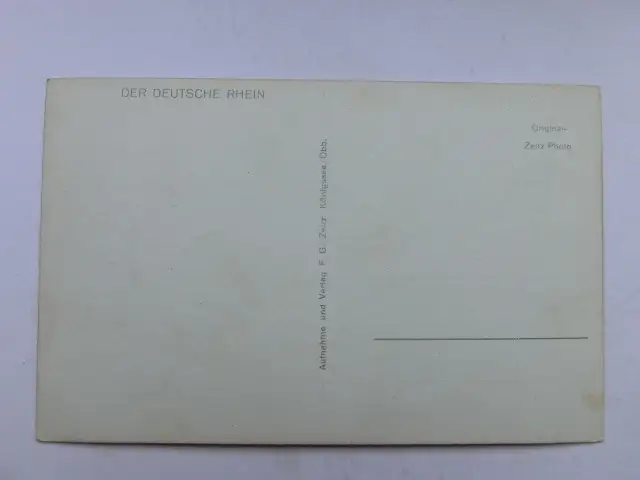 DER DEUTSCHE RHEIN
Original-
Zeitz Photo
Aufnahme und Verlag F. G. Zeitz Königssee, Obb.